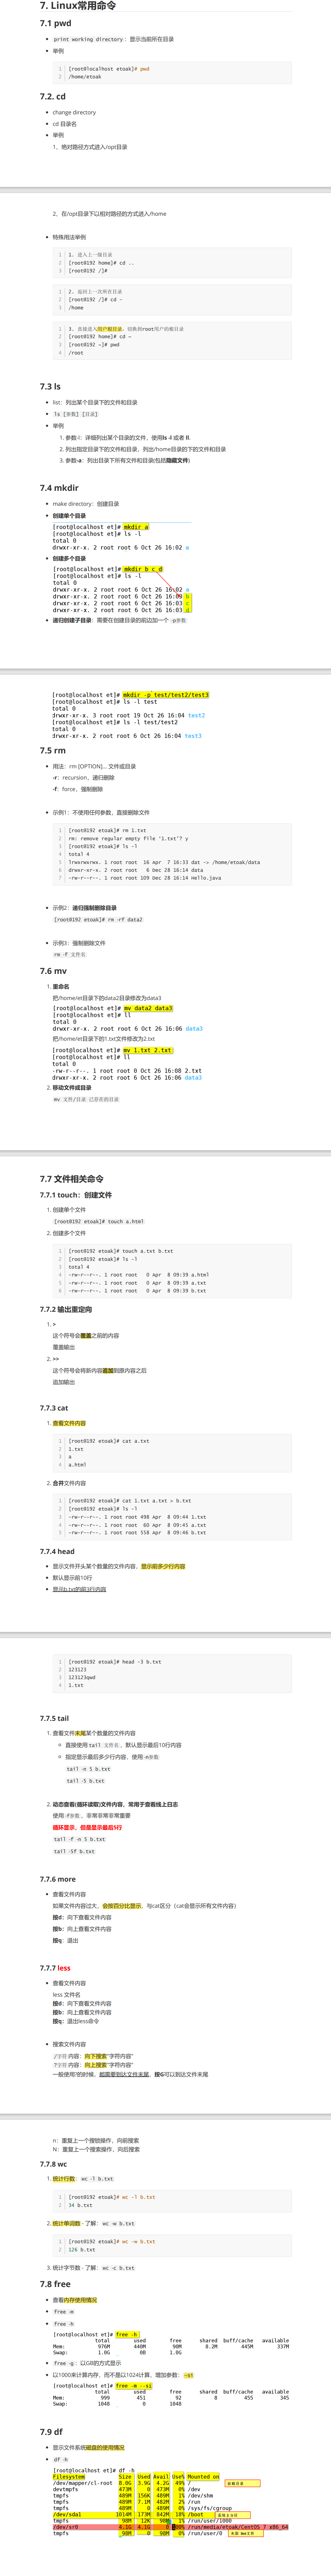 7. Linux常用命令
7.1 pwd
print working directory：显示当前所在目录
举例
1 [root@localhost etoak]# pwd
2 /home/etoak
7.2. cd
change directory
cd 目录名
举例
1、绝对路径方式进入/opt目录
2、在/opt目录下以相对路径的方式进入/home
特殊用法举例
1 1. 进入上一级目录
2 [root@192 home]# cd ..
3 [root@192 /]#
1 2. 返回上一次所在目录
2 [root@192 /]# cd -
3 /home
1 3. 直接进入用户根目录，切换到root用户的根目录
2 [root@192 home]# cd ~
3 [root@192 ~]# pwd
4 /root
7.3 ls
list：列出某个目录下的文件和目录
ls [参数] [目录]
举例
1. 参数-l：详细列出某个目录的文件，使用ls -l 或者 ll.
2. 列出指定目录下的文件和目录，列出/home目录的下的文件和目录
3. 参数-a：列出目录下所有文件和目录(包括隐藏文件)
7.4 mkdir
make directory：创建目录
创建单个目录
[root@localhost et]# mkdir a
[root@localhost et]# ls -l
total 0
drwxr-xr-x. 2 root root 6 Oct 26 16:02 a
创建多个目录
[root@localhost et]# mkdir b c d
[root@localhost et]# ls -l
total 0
drwxr-xr-x. 2 root root 6 Oct 26 16:02 a
drwxr-xr-x. 2 root root 6 Oct 26 16:03 b
drwxr-xr-x. 2 root root 6 Oct 26 16:03 c
drwxr-xr-x. 2 root root 6 Oct 26 16:03 d
递归创建子目录：需要在创建目录的前边加一个 -p参数
[root@localhost et]# mkdir -p test/test2/test3
[root@localhost et]# ls -l test
total 0
drwxr-xr-x. 3 root root 19 Oct 26 16:04 test2
[root@localhost et]# ls -l test/test2
total 0
drwxr-xr-x. 2 root root 6 Oct 26 16:04 test3
7.5 rm
用法：rm [OPTION]... 文件或目录
-r：recursion，递归删除
-f：force，强制删除
示例1：不使用任何参数，直接删除文件
1 [root@192 etoak]# rm 1.txt
2 rm: remove regular empty file '1.txt'? y
3 [root@192 etoak]# ls -l
4 total 4
5 lrwxrwxrwx. 1 root root 16 Apr 7 16:33 dat -> /home/etoak/data
6 drwxr-xr-x. 2 root root 6 Dec 28 16:14 data
7 -rw-r--r--. 1 root root 109 Dec 28 16:14 Hello.java
示例2：递归强制删除目录
[root@192 etoak]# rm -rf data2
示例3：强制删除文件
rm -f 文件名
7.6 mv
1. 重命名
把/home/et目录下的data2目录修改为data3
[root@localhost et]# mv data2 data3
[root@localhost et]# ll
total 0
drwxr-xr-x. 2 root root 6 Oct 26 16:06 data3
把/home/et目录下的1.txt文件修改为2.txt
[root@localhost et]# mv 1.txt 2.txt
[root@localhost et]# ll
total 0
-rw-r--r--. 1 root root 0 Oct 26 16:08 2.txt
drwxr-xr-x. 2 root root 6 Oct 26 16:06 data3
2. 移动文件或目录
mv 文件/目录 已存在的目录
7.7 文件相关命令
7.7.1 touch：创建文件
1. 创建单个文件
[root@192 etoak]# touch a.html
2. 创建多个文件
1 [root@192 etoak]# touch a.txt b.txt
2 [root@192 etoak]# ls -l
3 total 4
4 -rw-r--r--. 1 root root 0 Apr 8 09:39 a.html
5 -rw-r--r--. 1 root root 0 Apr 8 09:39 a.txt
6 -rw-r--r--. 1 root root 0 Apr 8 09:39 b.txt
7.7.2 输出重定向
1. >
这个符号会覆盖之前的内容
覆盖输出
2. >>
这个符号会将新内容追加到原内容之后
追加输出
7.7.3 cat
1. 查看文件内容
1 [root@192 etoak]# cat a.txt
2 1.txt
3 a
4 a.html
2. 合并文件内容
1 [root@192 etoak]# cat 1.txt a.txt > b.txt
2 [root@192 etoak]# ls -l
3 -rw-r--r--. 1 root root 498 Apr 8 09:44 1.txt
4 -rw-r--r--. 1 root root 60 Apr 8 09:45 a.txt
5 -rw-r--r--. 1 root root 558 Apr 8 09:46 b.txt
7.7.4 head
显示文件开头某个数量的文件内容，显示前多少行内容
默认显示前10行
显示b.txt的前3行内容
1 [root@192 etoak]# head -3 b.txt
2 123123
3 123123qwd
4 1.txt
7.7.5 tail
1. 查看文件末尾某个数量的文件内容
直接使用 tail 文件名，默认显示最后10行内容
指定显示最后多少行内容，使用 -n参数
tail -n 5 b.txt
tail -5 b.txt
2. 动态查看(循环读取)文件内容，常用于查看线上日志
使用 -f参数，非常非常非常重要
循环显示，但是显示最后5行
tail -f -n 5 b.txt
tail -5f b.txt
7.7.6 more
查看文件内容
如果文件内容过大，会按百分比显示，与cat区分（cat会显示所有文件内容）
按d：向下查看文件内容
按b：向上查看文件内容
按q：退出
7.7.7 less
查看文件内容
less 文件名
按d：向下查看文件内容
按b：向上查看文件内容
按q：退出less命令
搜索文件内容
/字符内容：向下搜索"字符内容"
?字符内容：向上搜索"字符内容"
一般使用?的时候，都需要到达文件末尾，按G可以到达文件末尾
n：重复上一个搜锁操作，向前搜索
N：重复上一个搜索操作，向后搜索
7.7.8 wc
1. 统计行数：wc -l b.txt
1 [root@192 etoak]# wc -l b.txt
2 34 b.txt
2. 统计单词数 - 了解：wc -w b.txt
1 [root@192 etoak]# wc -w b.txt
2 126 b.txt
3. 统计字节数 - 了解：wc -c b.txt
7.8 free
查看内存使用情况
free -m
free -h
[root@localhost et]# free -h
total used free shared buff/cache available
Mem: 976M 440M 90M 8.2M 445M 337M
Swap: 1.0G 0B 1.0G
free -g：以GB的方式显示
以1000来计算内存，而不是以1024计算，增加参数：--si
[root@localhost et]# free -m --si
total used free shared buff/cache available
Mem: 999 451 92 8 455 345
Swap: 1048 0 1048
7.9 df
显示文件系统磁盘的使用情况
df -h
[root@localhost et]# df -h
Filesystem Size Used Avail Use% Mounted on
/dev/mapper/cl-root 8.0G 3.9G 4.2G 49% /
devtmpfs 473M 0 473M 0% /dev
tmpfs 489M 156K 489M 1% /dev/shm
tmpfs 489M 7.1M 482M 2% /run
tmpfs 489M 0 489M 0% /sys/fs/cgroup
/dev/sda1 1014M 173M 842M 18% /boot
tmpfs 98M 12K 98M 1% /run/user/1000
/dev/sr0 4.1G 4.1G 0 100% /run/media/etoak/CentOS 7 x86_64
tmpfs 98M 0 98M 0% /run/user/0